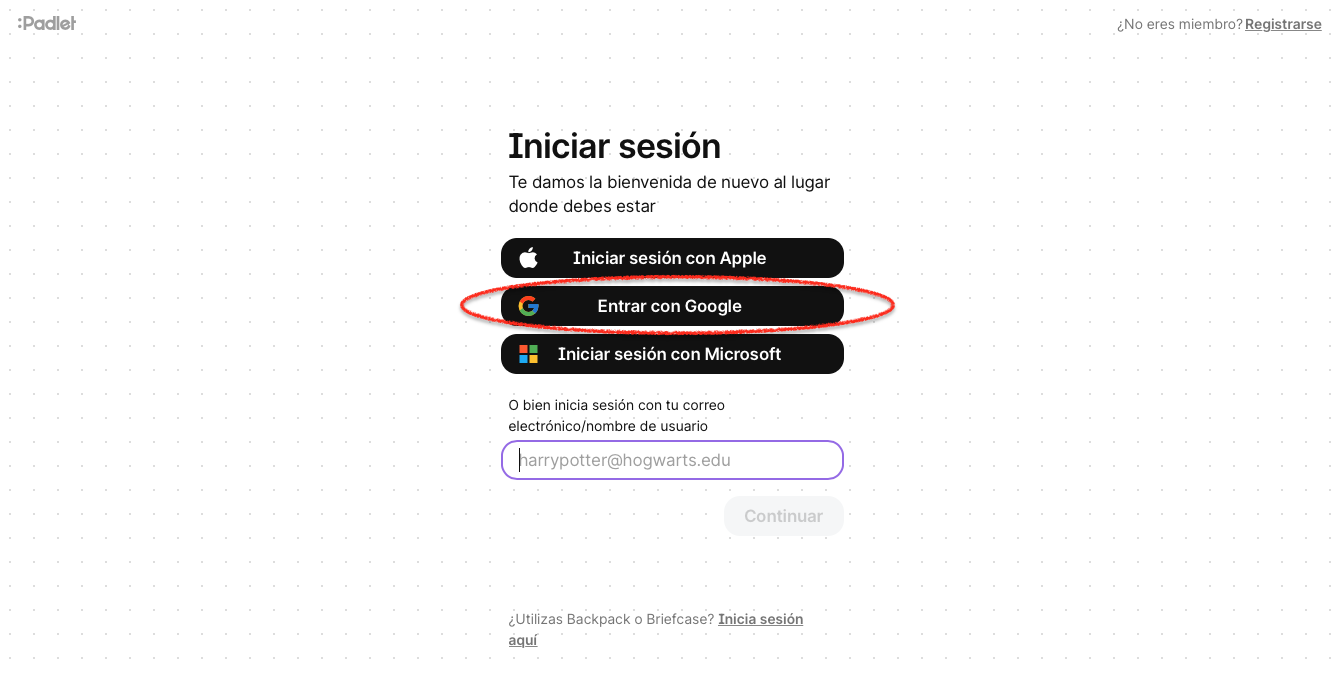 :Padlet
¿No eres miembro? Registrarse
Iniciar sesión
Te damos la bienvenida de nuevo al lugar
donde debes estar
Iniciar sesión con Apple
Entrar con Google
Iniciar sesión con Microsoft
O bien inicia sesión con tu correo
electrónico/nombre de usuario
harrypotter@hogwarts.edu
Continuar
¿Utilizas Backpack o Briefcase? Inicia sesión
aquí